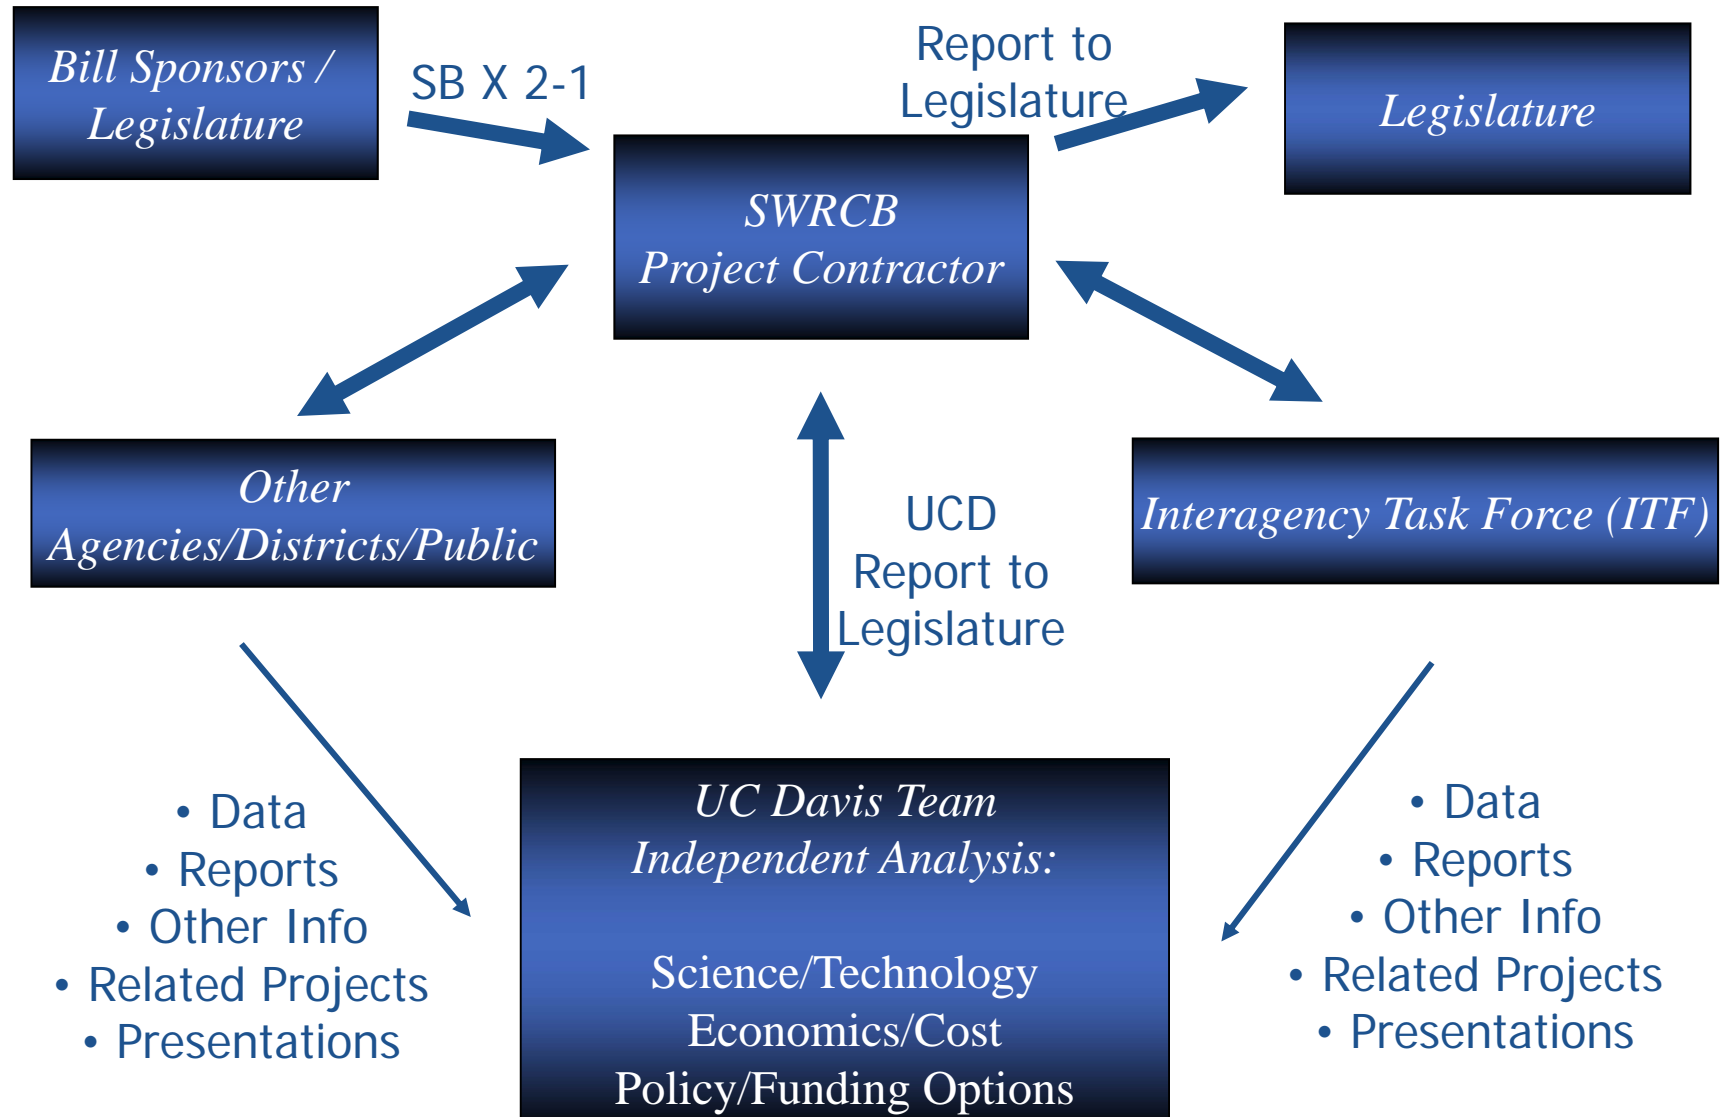 Bill Sponsors /
Legislature
SB X 2-1
Report to
Legislature
Legislature
SWRCB
Project Contractor
Other
Agencies/Districts/Public
UCD
Report to
Legislature
Interagency Task Force (ITF)
• Data
• Reports
• Other Info
• Related Projects
• Presentations
UC Davis Team
Independent Analysis:
Science/Technology
Economics/Cost
Policy/Funding Options
• Data
• Reports
• Other Info
• Related Projects
• Presentations